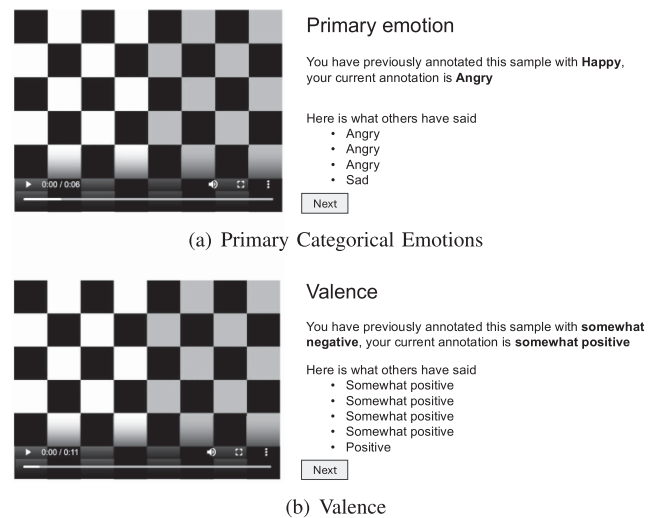 Primary emotion
You have previously annotated this sample with Happy,
your current annotation is Angry
Here is what others have said
• Angry
• Angry
• Angry
• Sad
0:00 / 0:06
Next
(a) Primary Categorical Emotions
Valence
You have previously annotated this sample with somewhat
negative, your current annotation is somewhat positive
Here is what others have said
• Somewhat positive
• Somewhat positive
• Somewhat positive
• Somewhat positive
• Positive
0:00 / 0:11
Next
(b) Valence